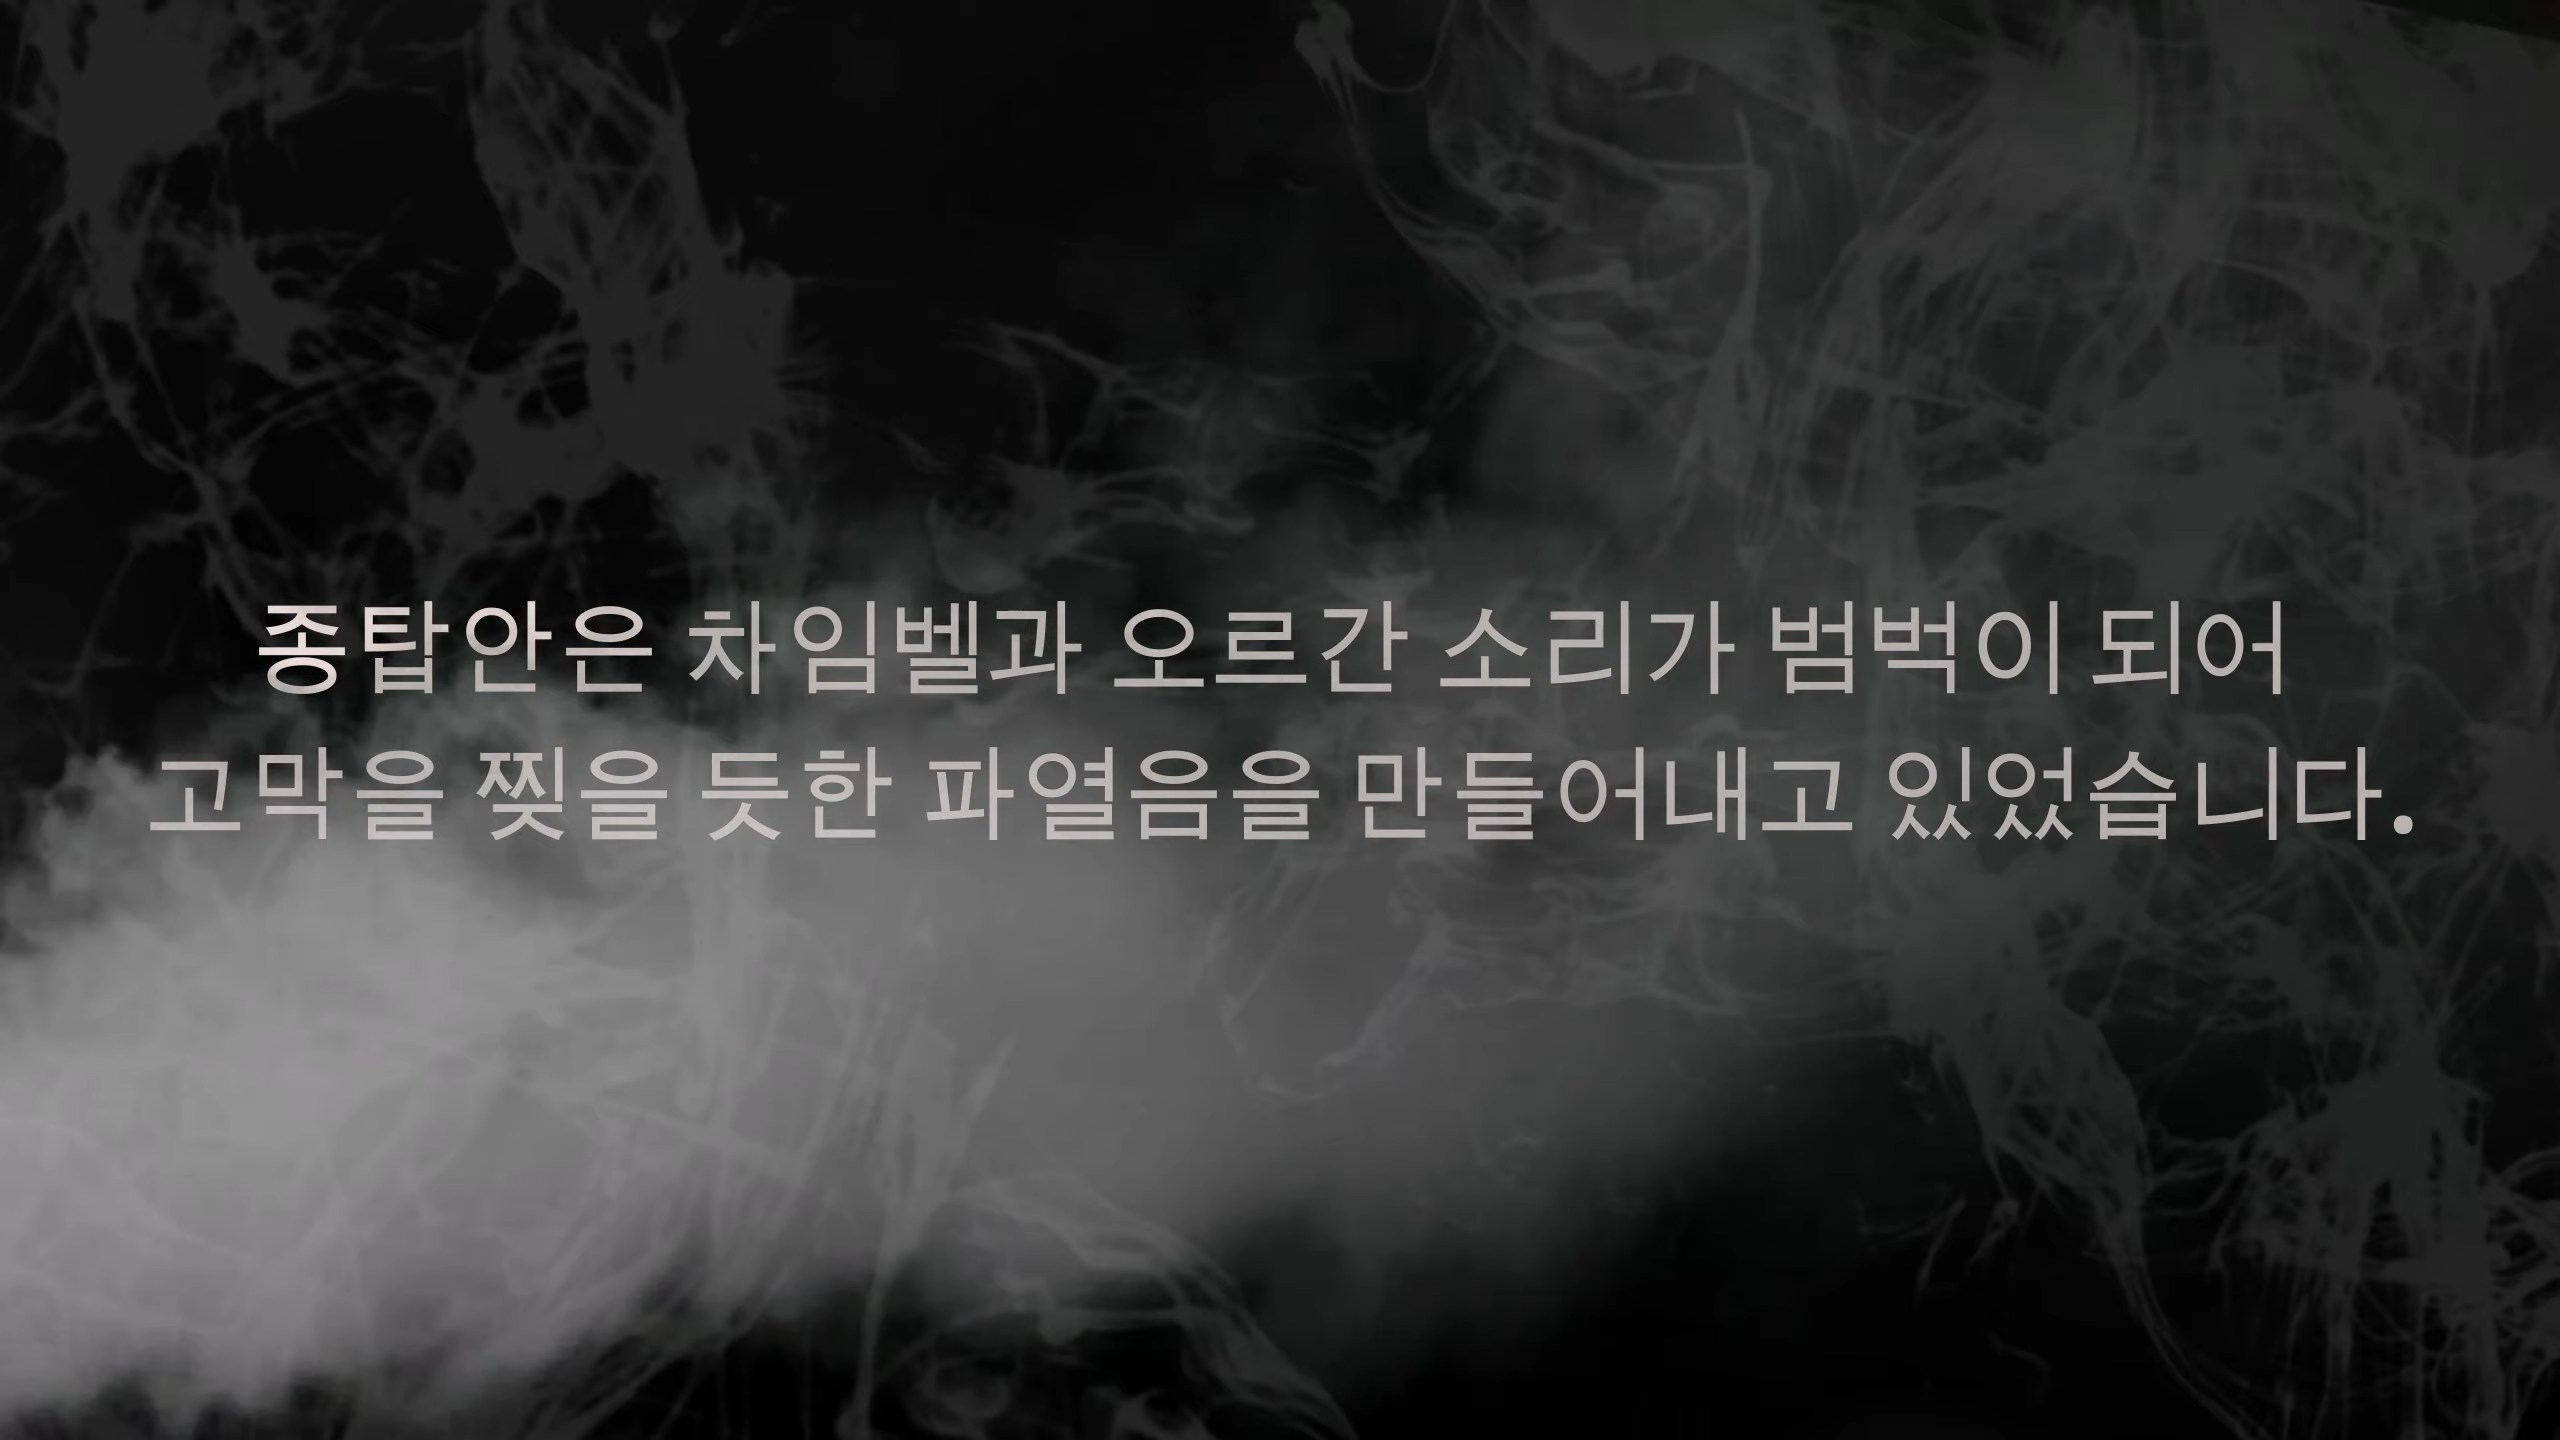 종탑안은 차임벨과 오르간 소리가 범벅이 되어
고막을 찢을 듯한 파열음을 만들어내고 있었습니다.